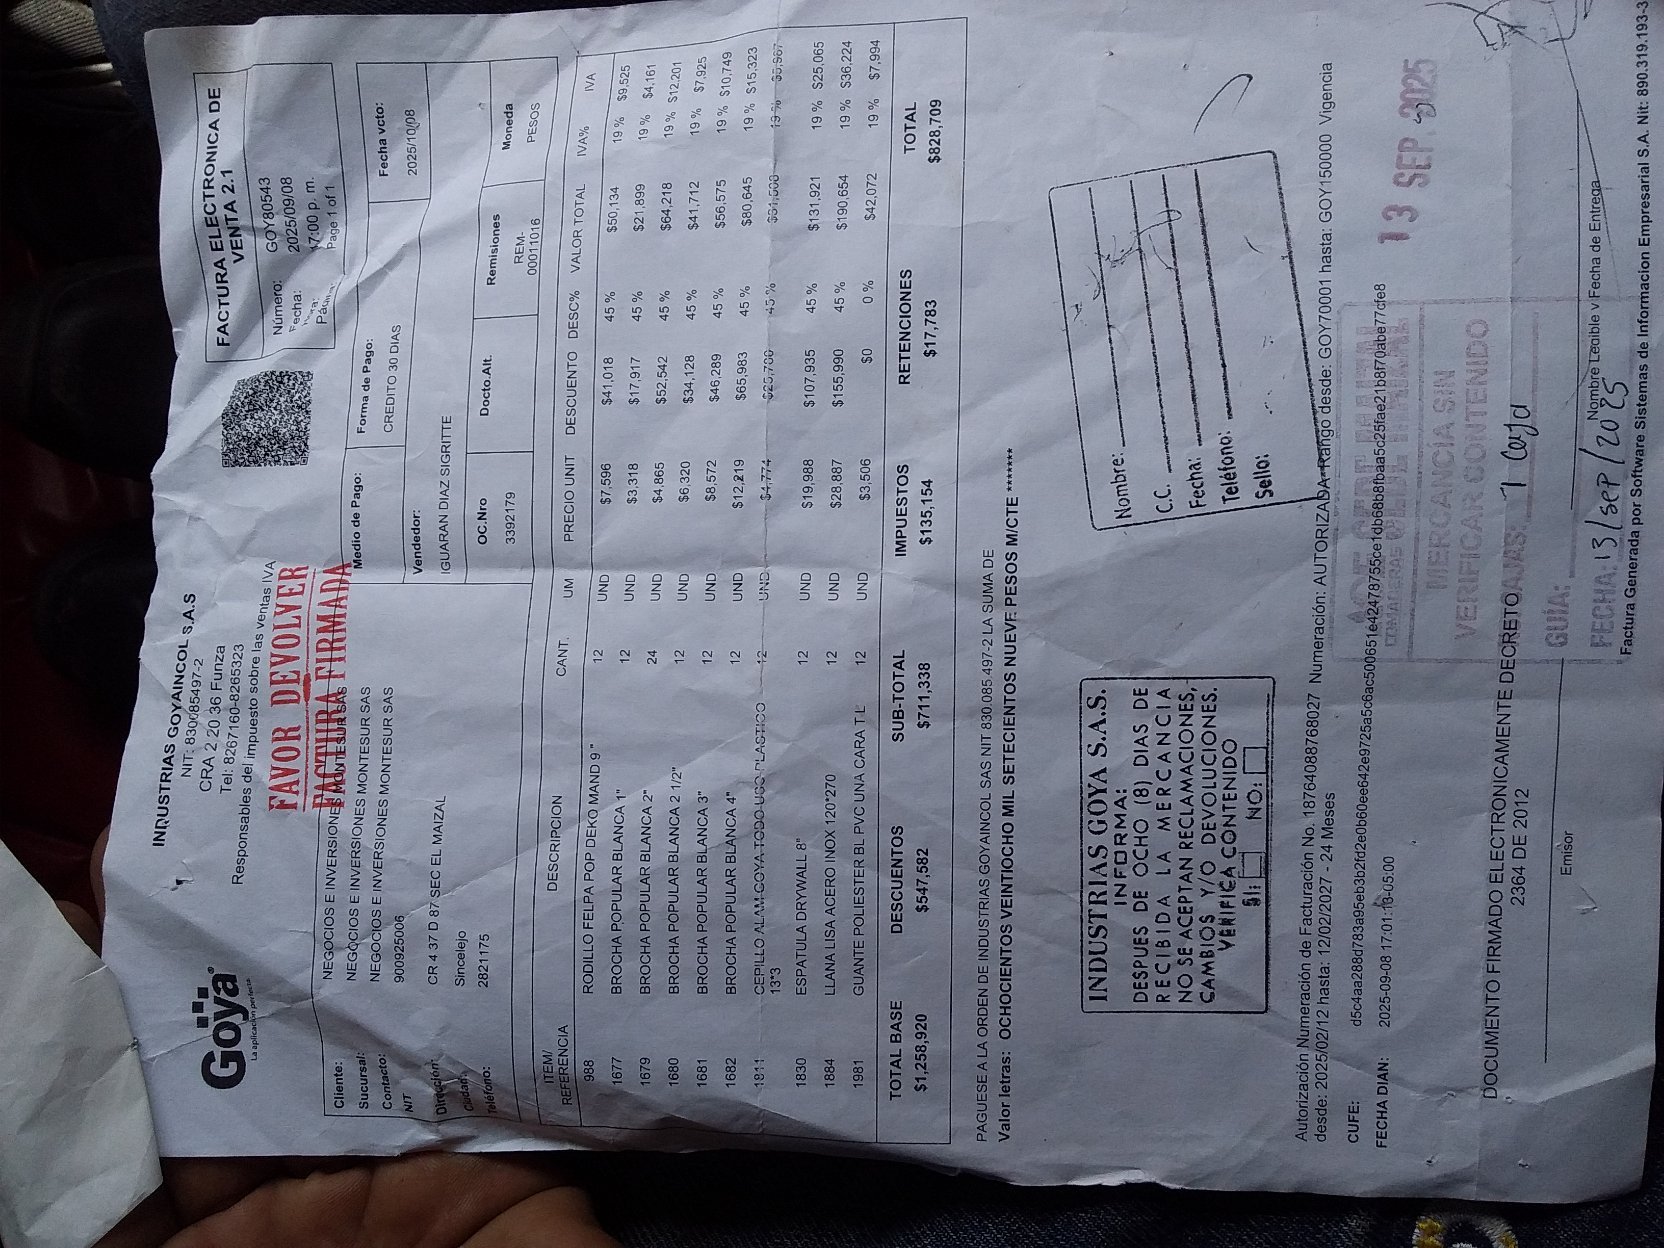 Goya
La aplicación perfecta
INDUSTRIAS GOYAINCOL S.A.S
NIT: 830085497-2
CRA 2 20 36 Funza
Tel: 8267160-8265323
Responsables del impuesto sobre las ventas IVA
FAVOR DEVOLVER
FACTURA FIRMADA
FACTURA ELECTRONICA DE
VENTA 2.1
Número: GOY80543
Fecha: 2025/09/08
17:00 p. m.
Page 1 of 1
Cliente: NEGOCIOS E INVERSIONES MONTESUR SAS
Sucursal: NEGOCIOS E INVERSIONES MONTESUR SAS
Contacto: NEGOCIOS E INVERSIONES MONTESUR SAS
NIT 900925006
Dirección: CR 4 37 D 87 SEC EL MAIZAL
Ciudad: Sincelejo
Teléfono: 2821175
Medio de Pago: Forma de Pago: Fecha vcto:
CREDITO 30 DIAS 2025/10/08
Vendedor:
IGUARAN DIAZ SIGRITTE
OC.Nro Docto.Alt. Remisiones Moneda
3392179 REM-00011016 PESOS
ITEM/REFERENCIA DESCRIPCION CANT. UM PRECIO UNIT DESCUENTO DESC% VALOR TOTAL IVA% IVA
988 RODILLO FELPA POP DEKO MAND 9 " 12 UND $7,596 $41,018 45 % $50,134 19 % $9,525
1677 BROCHA POPULAR BLANCA 1" 12 UND $3,318 $17,917 45 % $21,899 19 % $4,161
1679 BROCHA POPULAR BLANCA 2" 24 UND $4,865 $52,542 45 % $64,218 19 % $12,201
1680 BROCHA POPULAR BLANCA 2 1/2" 12 UND $6,320 $34,128 45 % $41,712 19 % $7,925
1681 BROCHA POPULAR BLANCA 3" 12 UND $8,572 $46,289 45 % $56,575 19 % $10,749
1682 BROCHA POPULAR BLANCA 4" 12 UND $12,219 $65,983 45 % $80,645 19 % $15,323
1811 CEPILLO ALAM GOYA TODO USO PLASTICO 12 UND $4,774 45 % 19 %
13*3
1830 ESPATULA DRYWALL 8" 12 UND $19,988 $107,935 45 % $131,921 19 % $25,065
1884 LLANA LISA ACERO INOX 120*270 12 UND $28,887 $155,990 45 % $190,654 19 % $36,224
1981 GUANTE POLIESTER BL PVC UNA CARA T L 12 UND $3,506 $0 0 % $42,072 19 % $7,994
TOTAL BASE DESCUENTOS SUB-TOTAL IMPUESTOS RETENCIONES TOTAL
$1,258,920 $547,582 $711,338 $135,154 $17,783 $828,709
PAGUESE A LA ORDEN DE INDUSTRIAS GOYAINCOL SAS NIT 830.085.497-2 LA SUMA DE
Valor letras: OCHOCIENTOS VEINTIOCHO MIL SETECIENTOS NUEVE PESOS M/CTE *******
INDUSTRIAS GOYA S.A.S.
INFORMA:
DESPUES DE OCHO (8) DIAS DE
RECIBIDA LA MERCANCIA
NO SE ACEPTAN RECLAMACIONES,
CAMBIOS Y/O DEVOLUCIONES.
VERIFICA CONTENIDO
SI: NO:
Nombre:
C.C.
Fecha:
Teléfono:
Sello:
Autorización Numeración de Facturación No. 18764088768027 Numeración: AUTORIZADA Rango desde: GOY70001 hasta: GOY150000 Vigencia
desde: 2025/02/12 hasta: 12/02/2027 - 24 Meses
CUFE:
FECHA DIAN: 2025-09-08 17:01:18-05:00
13 SEP. 2025
MERCANCIA SIN
VERIFICAR CONTENIDO
DOCUMENTO FIRMADO ELECTRONICAMENTE DECRETO
2364 DE 2012
CAJAS: 1 Caja
GUÍA:
FECHA: 13/sep/2025
Emisor
Nombre Legible y Fecha de Entrega
Factura Generada por Software Sistemas de Informacion Empresarial S.A. Nit: 890.319.193-3